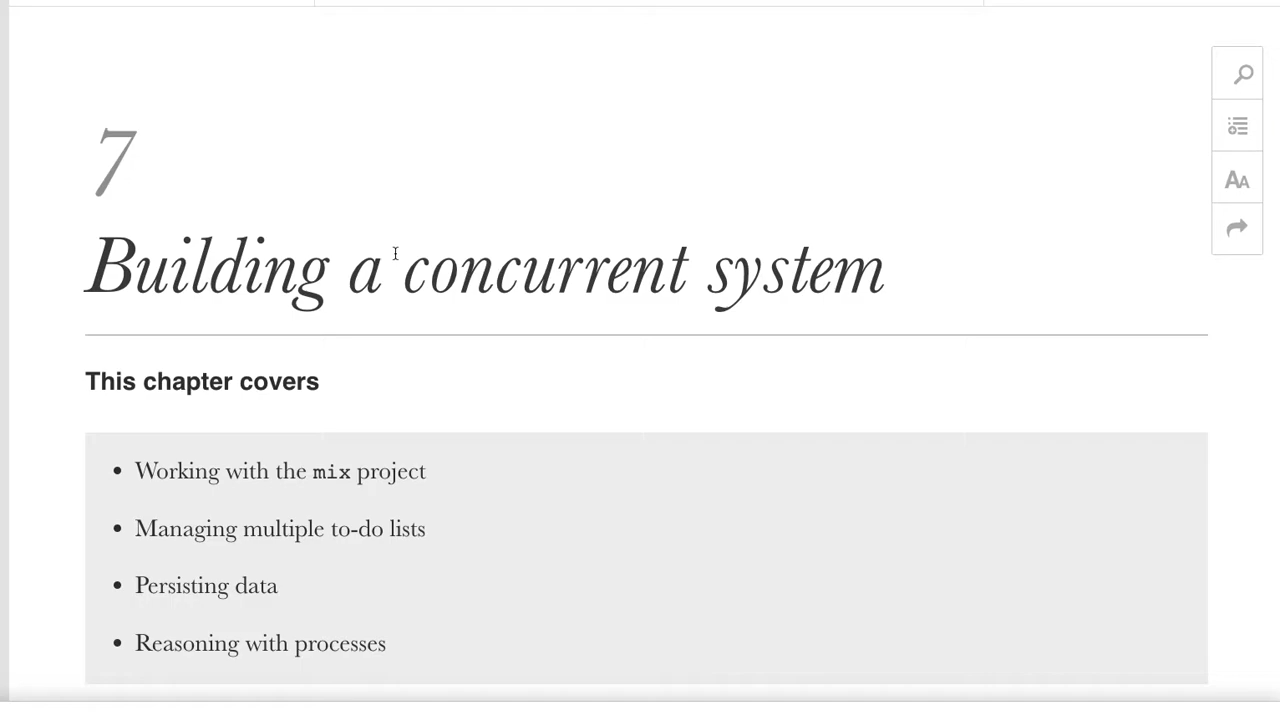 7
Building a concurrent system
This chapter covers
• Working with the mix project
• Managing multiple to-do lists
• Persisting data
• Reasoning with processes
AA